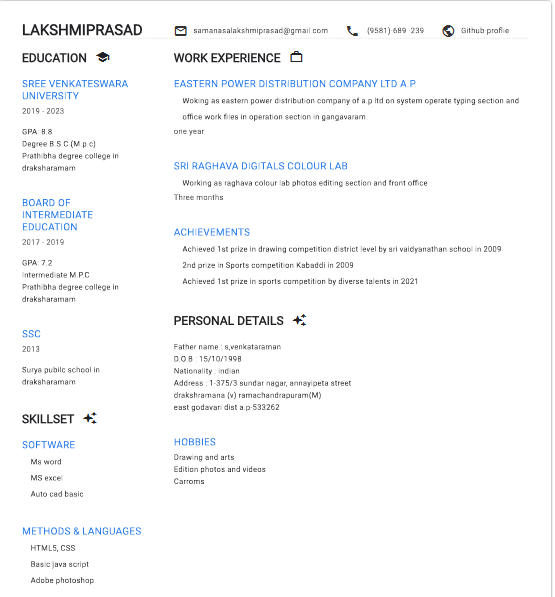 LAKSHMIPRASAD
samanasalakshmiprasad@gmail.com
(9581)-689 -239
Github-profile
EDUCATION
SREE VENKATESWARA
UNIVERSITY
2019 - 2023
GPA: 8.8
Degree B.S.C (M.p.c)
Prathibha degree college in
draksharamam
BOARD OF
INTERMEDIATE
EDUCATION
2017 - 2019
GPA: 7.2
Intermediate M.P.C
Prathibha degree college in
draksharamam
SSC
2013
Surya pubilc school in
draksharamam
SKILLSET
SOFTWARE
Ms word
MS excel
Auto cad basic
METHODS & LANGUAGES
HTML5, CSS
Basic java script
Adobe photoshop
WORK EXPERIENCE
EASTERN POWER DISTRIBUTION COMPANY LTD A.P
Woking as eastern power distribution company of a.p ltd on system operate typing section and
office work files in operation section in gangavaram
one year
SRI RAGHAVA DIGITALS COLOUR LAB
Working as raghava colour lab photos editing section and front office
Three months
ACHIEVEMENTS
Achieved 1st prize in drawing competition district level by sri vaidyanathan school in 2009
2nd prize in Sports competition Kabaddi in 2009
Achieved 1st prize in sports competition by diverse talents in 2021
PERSONAL DETAILS
Father name : s,venkataraman
D.O.B : 15/10/1998
Nationality : indian
Address : 1-375/3 sundar nagar, annayipeta street
drakshramana (v) ramachandrapuram(M)
east godavari dist a.p-533262
HOBBIES
Drawing and arts
Edition photos and videos
Carroms